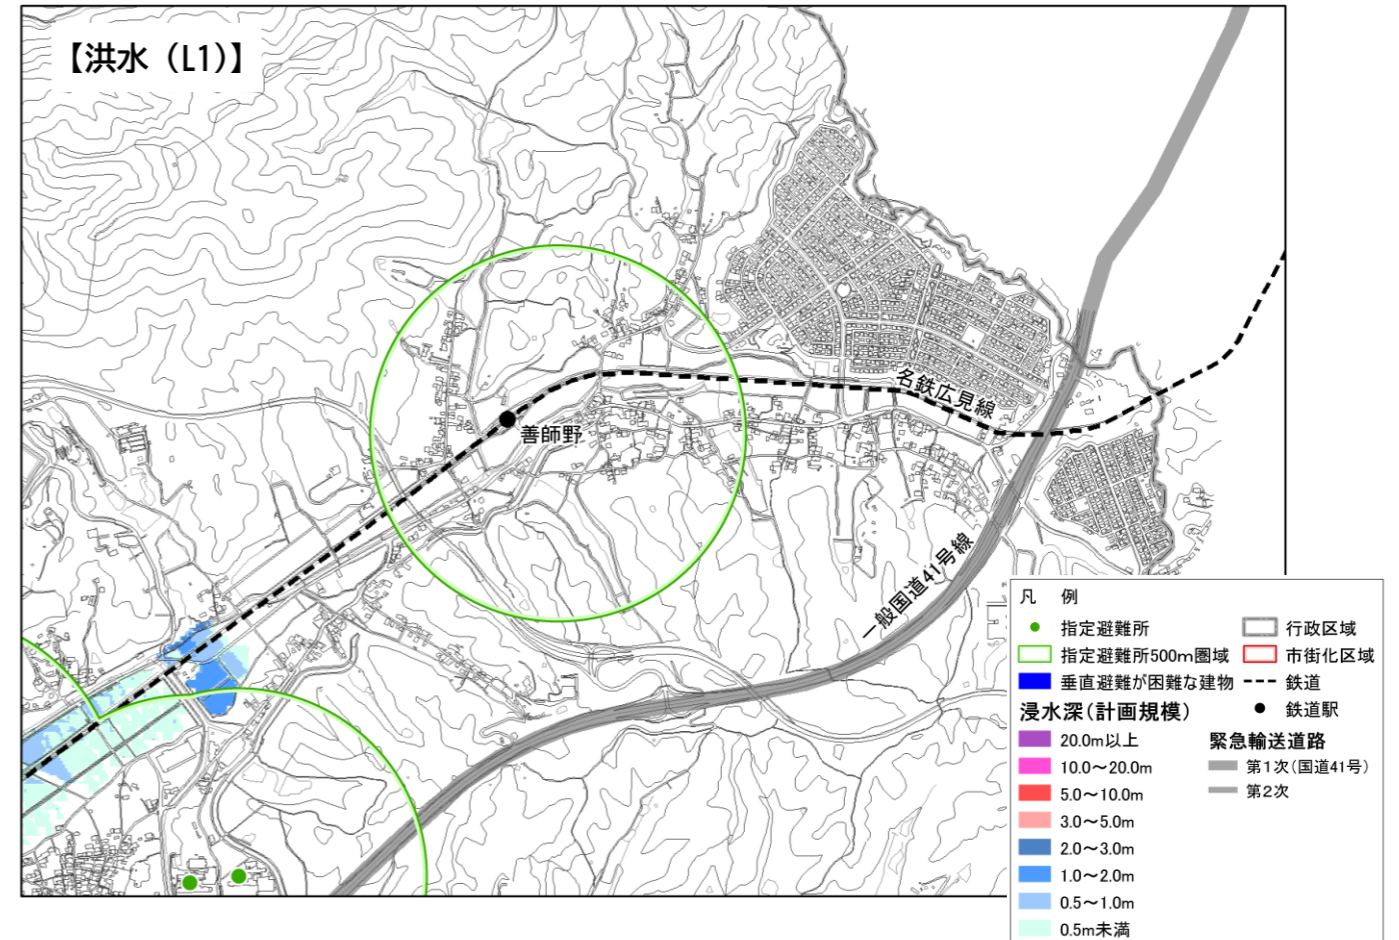 【洪水（L1）】
名鉄広見線
善師野
一般国道41号線
凡　例
指定避難所
指定避難所500m圏域
垂直避難が困難な建物
浸水深（計画規模）
20.0m以上
10.0～20.0m
5.0～10.0m
3.0～5.0m
2.0～3.0m
1.0～2.0m
0.5～1.0m
0.5m未満
行政区域
市街化区域
鉄道
鉄道駅
緊急輸送道路
第1次（国道41号）
第2次